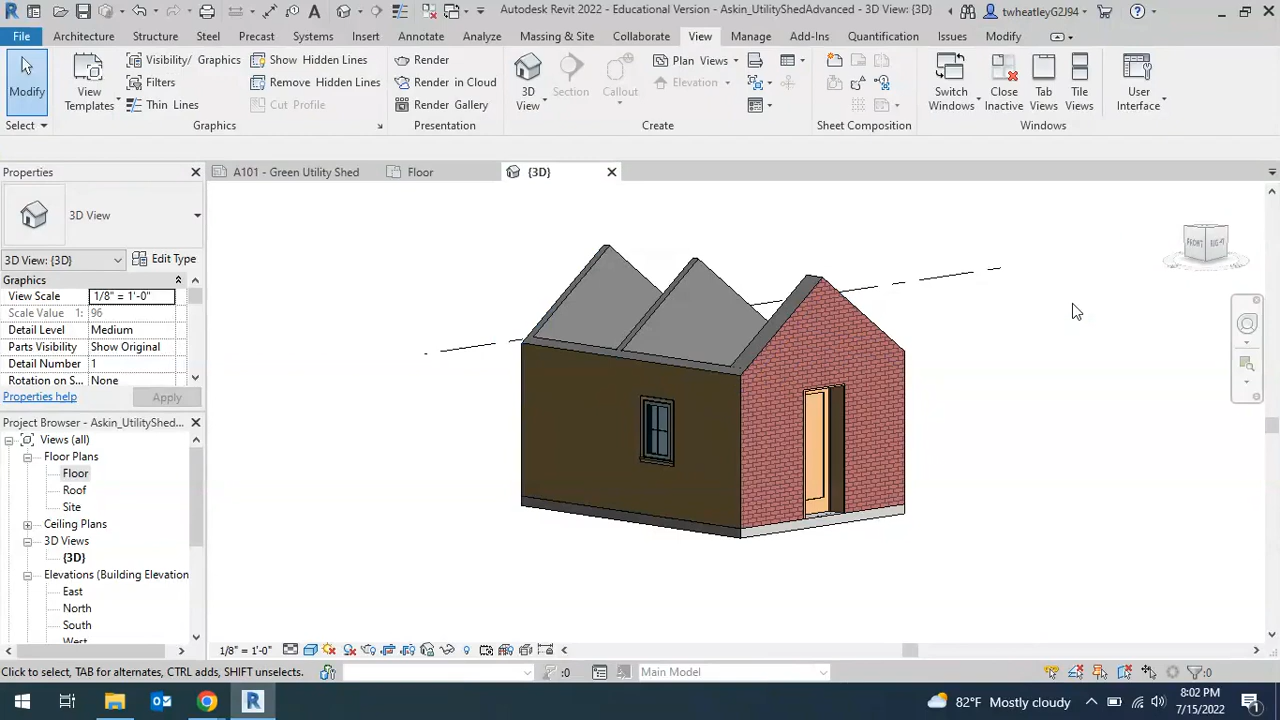 Autodesk Revit 2022 - Educational Version - Askin_UtilityShedAdvanced - 3D View: {3D}
twheatleyG2J94
File Architecture Structure Steel Precast Systems Insert Annotate Analyze Massing & Site Collaborate View Manage Add-Ins Quantification Issues Modify
Modify
View Templates
Visibility/ Graphics
Filters
Thin Lines
Show Hidden Lines
Remove Hidden Lines
Cut Profile
Render
Render in Cloud
Render Gallery
3D View
Section
Callout
Plan Views
Elevation
Switch Windows
Close Inactive
Tab Views
Tile Views
User Interface
Select Graphics Presentation Create Sheet Composition Windows
Properties
A101 - Green Utility Shed Floor {3D}
3D View
3D View: {3D} Edit Type
Graphics
View Scale 1/8" = 1'-0"
Scale Value 1: 96
Detail Level Medium
Parts Visibility Show Original
Detail Number 1
Rotation on S... None
Properties help Apply
FRONT RIGHT
Project Browser - Askin_UtilityShed...
Views (all)
Floor Plans
Floor
Roof
Site
Ceiling Plans
3D Views
{3D}
Elevations (Building Elevation
East
North
South
West
1/8" = 1'-0"
Click to select, TAB for alternates, CTRL adds, SHIFT unselects.
:0
Main Model
:0
82°F Mostly cloudy
8:02 PM
7/15/2022
1